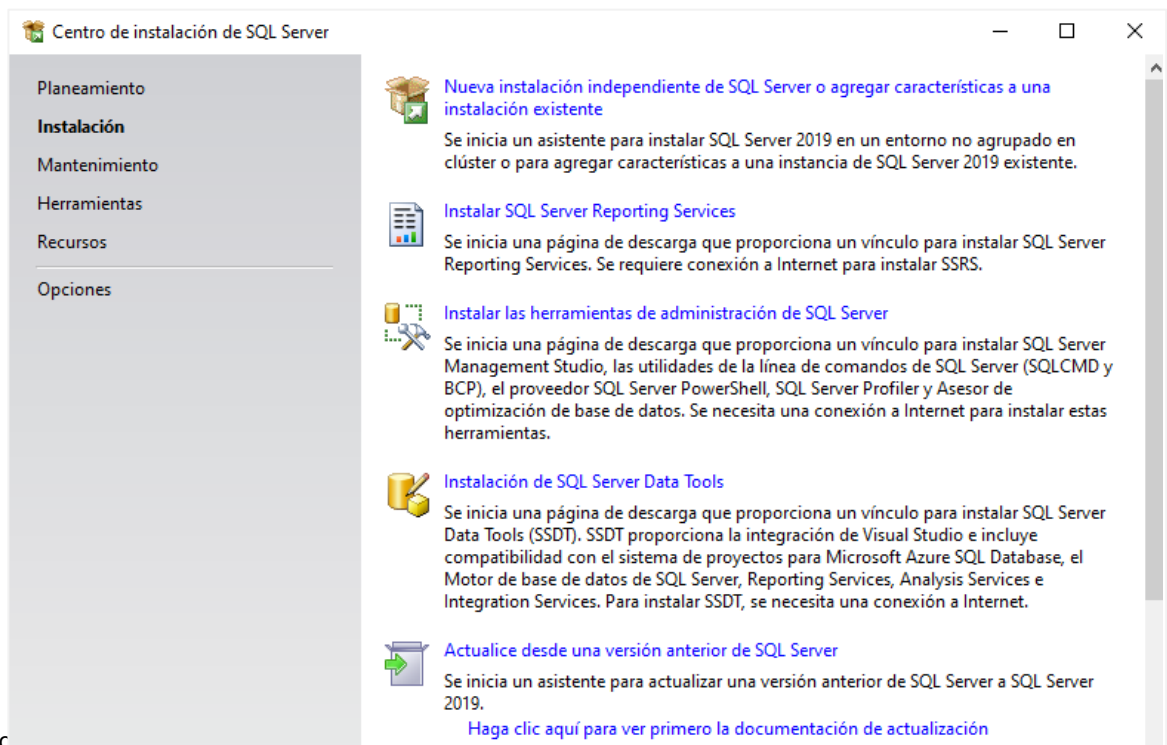 Centro de instalación de SQL Server
Planeamiento
Instalación
Mantenimiento
Herramientas
Recursos
Opciones
Nueva instalación independiente de SQL Server o agregar características a una
instalación existente
Se inicia un asistente para instalar SQL Server 2019 en un entorno no agrupado en
clúster o para agregar características a una instancia de SQL Server 2019 existente.
Instalar SQL Server Reporting Services
Se inicia una página de descarga que proporciona un vínculo para instalar SQL Server
Reporting Services. Se requiere conexión a Internet para instalar SSRS.
Instalar las herramientas de administración de SQL Server
Se inicia una página de descarga que proporciona un vínculo para instalar SQL Server
Management Studio, las utilidades de la línea de comandos de SQL Server (SQLCMD y
BCP), el proveedor SQL Server PowerShell, SQL Server Profiler y Asesor de
optimización de base de datos. Se necesita una conexión a Internet para instalar estas
herramientas.
Instalación de SQL Server Data Tools
Se inicia una página de descarga que proporciona un vínculo para instalar SQL Server
Data Tools (SSDT). SSDT proporciona la integración de Visual Studio e incluye
compatibilidad con el sistema de proyectos para Microsoft Azure SQL Database, el
Motor de base de datos de SQL Server, Reporting Services, Analysis Services e
Integration Services. Para instalar SSDT, se necesita una conexión a Internet.
Actualice desde una versión anterior de SQL Server
Se inicia un asistente para actualizar una versión anterior de SQL Server a SQL Server
2019.
Haga clic aquí para ver primero la documentación de actualización